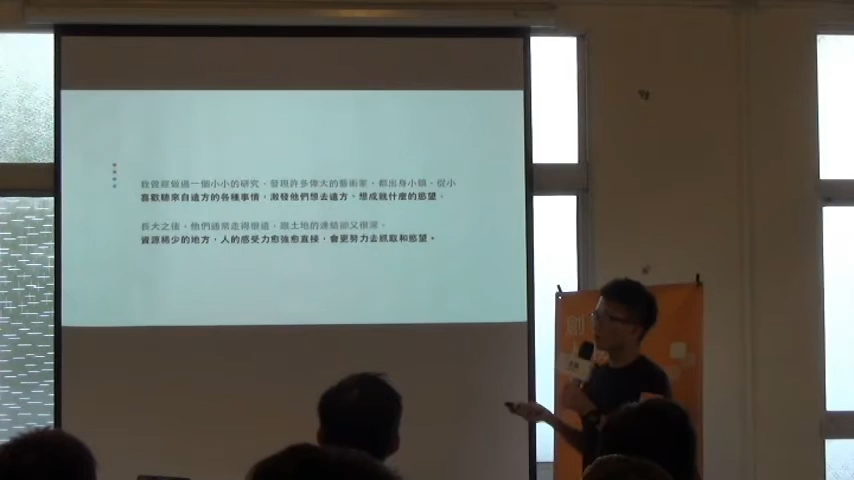 我曾經做過一個小小的研究，發現許多偉大的藝術家，都出身小鎮，從小
喜歡聽來自遠方的各種事情，激發他們想去遠方，想成就什麼的慾望。
長大之後，他們通常走得很遠，跟土地的連結卻又很深。
資源稀少的地方，人的感受力愈強愈直接，會更努力去抓取和慾望。
創